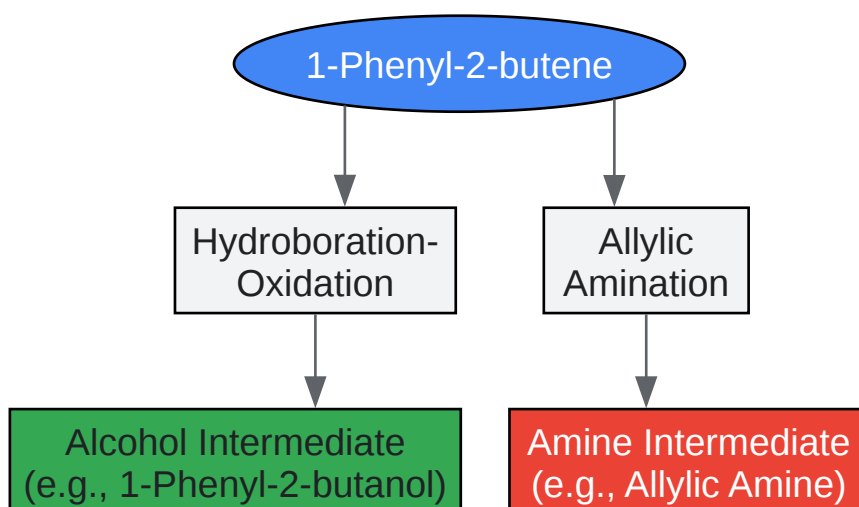 1-Phenyl-2-butene
Hydroboration-
Oxidation
Allylic
Amination
Alcohol Intermediate
(e.g., 1-Phenyl-2-butanol)
Amine Intermediate
(e.g., Allylic Amine)